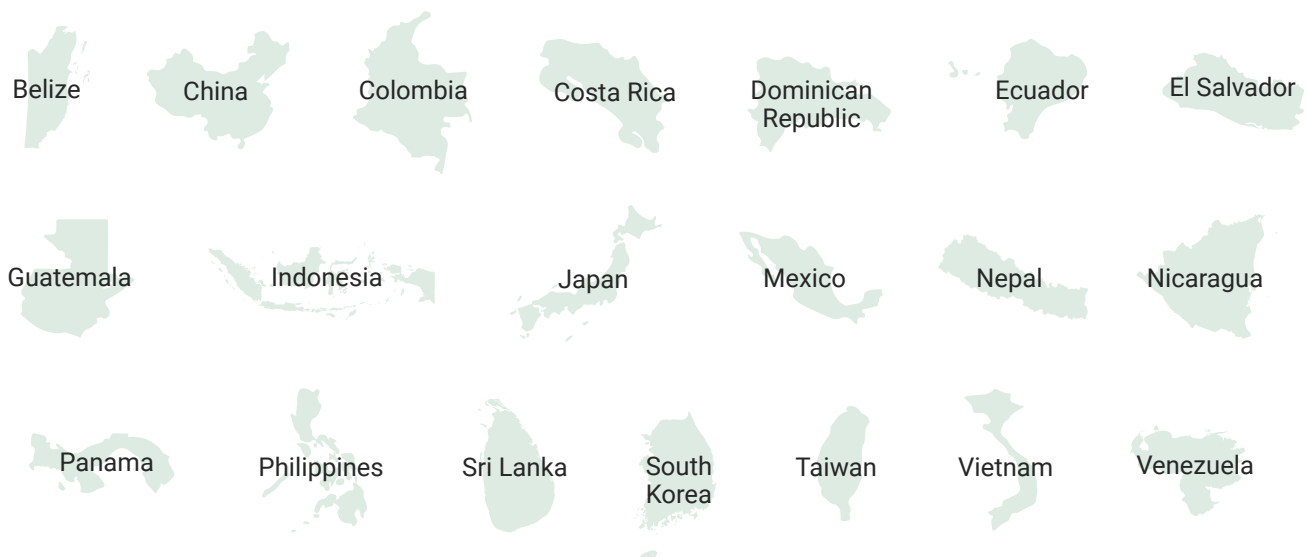 Belize
China
Colombia
Costa Rica
Dominican
Republic
Ecuador
El Salvador
Guatemala
Indonesia
Japan
Mexico
Nepal
Nicaragua
Panama
Philippines
Sri Lanka
South
Korea
Taiwan
Vietnam
Venezuela